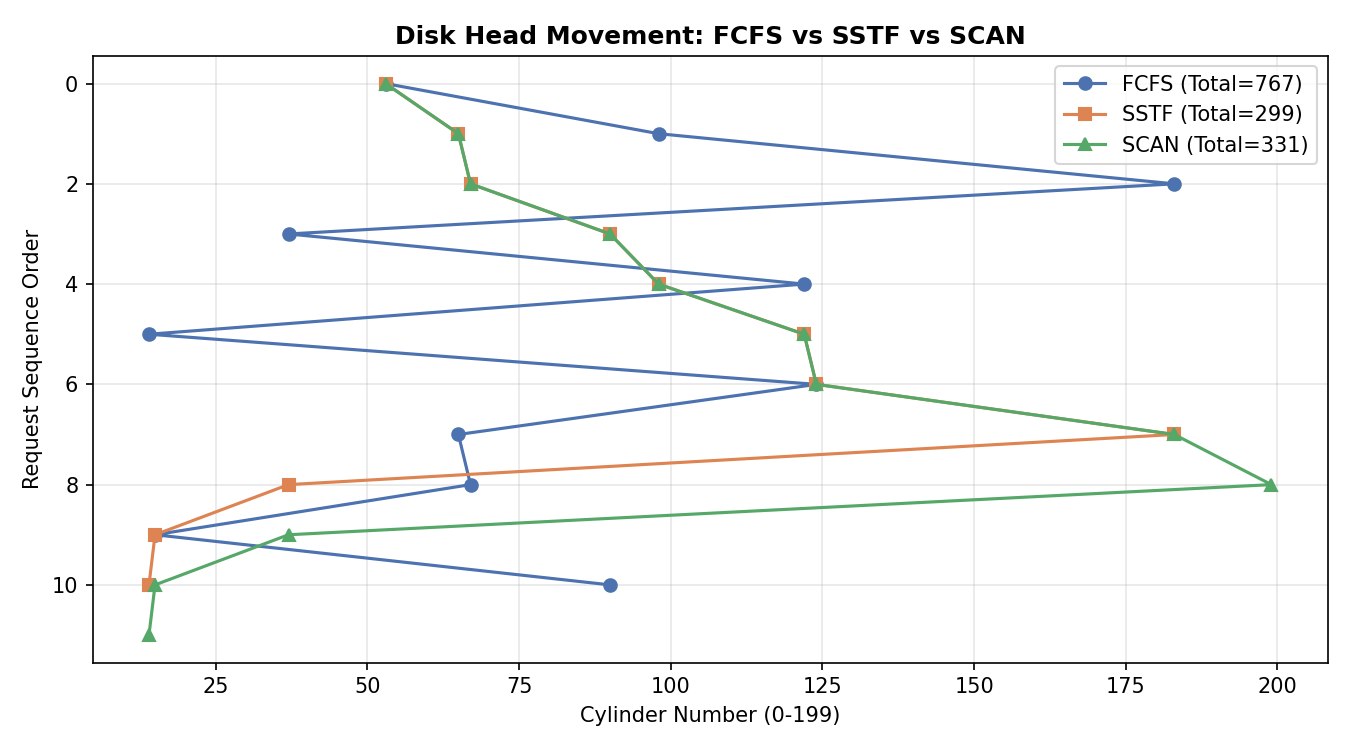 Disk Head Movement: FCFS vs SSTF vs SCAN
FCFS (Total=767)
SSTF (Total=299)
SCAN (Total=331)
Request Sequence Order
0
2
4
6
8
10
25
50
75
100
125
150
175
200
Cylinder Number (0-199)